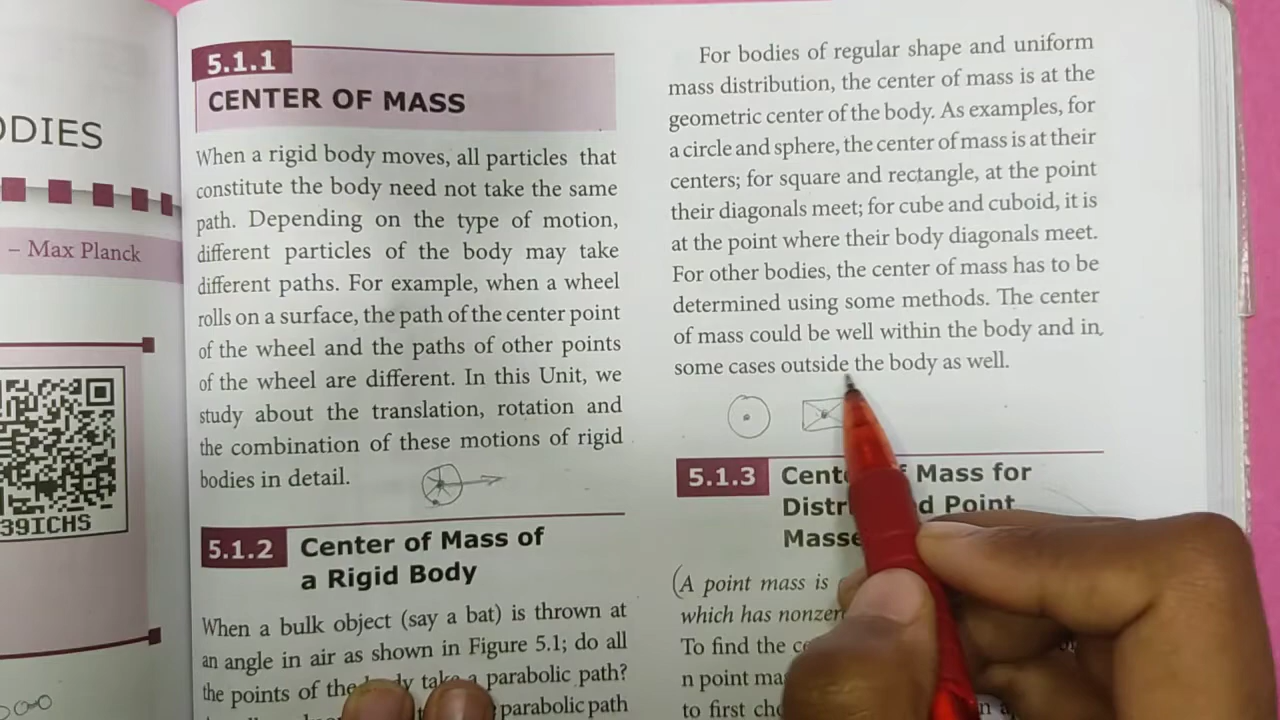 ODIES
– Max Planck
39ICHS
5.1.1
CENTER OF MASS
When a rigid body moves, all particles that
constitute the body need not take the same
path. Depending on the type of motion,
different particles of the body may take
different paths. For example, when a wheel
rolls on a surface, the path of the center point
of the wheel and the paths of other points
of the wheel are different. In this Unit, we
study about the translation, rotation and
the combination of these motions of rigid
bodies in detail.
5.1.2 Center of Mass of
a Rigid Body
When a bulk object (say a bat) is thrown at
an angle in air as shown in Figure 5.1; do all
the points of the take a parabolic path?
parabolic path
For bodies of regular shape and uniform
mass distribution, the center of mass is at the
geometric center of the body. As examples, for
a circle and sphere, the center of mass is at their
centers; for square and rectangle, at the point
their diagonals meet; for cube and cuboid, it is
at the point where their body diagonals meet.
For other bodies, the center of mass has to be
determined using some methods. The center
of mass could be well within the body and in
some cases outside the body as well.
5.1.3 Mass for
Point
(A point mass is
which has
To find the
n point
to first